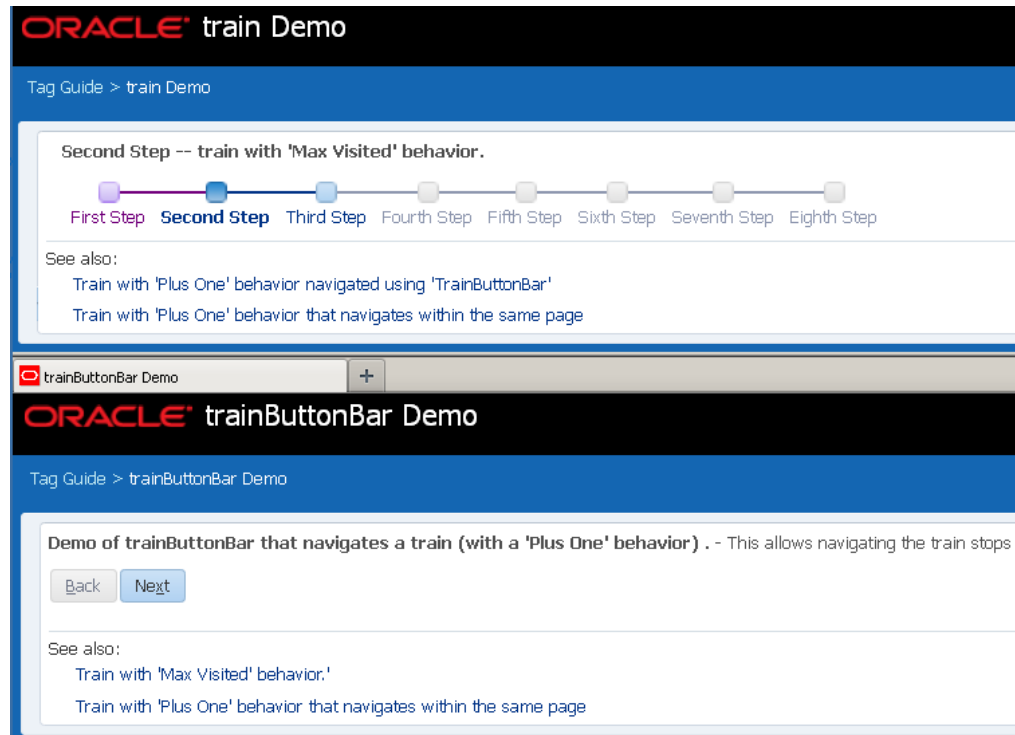 ORACLE train Demo
Tag Guide > train Demo
Second Step -- train with 'Max Visited' behavior.
First Step Second Step Third Step Fourth Step Fifth Step Sixth Step Seventh Step Eighth Step
See also:
Train with 'Plus One' behavior navigated using 'TrainButtonBar'
Train with 'Plus One' behavior that navigates within the same page
trainButtonBar Demo +
ORACLE trainButtonBar Demo
Tag Guide > trainButtonBar Demo
Demo of trainButtonBar that navigates a train (with a 'Plus One' behavior) . - This allows navigating the train stops
Back Next
See also:
Train with 'Max Visited' behavior.'
Train with 'Plus One' behavior that navigates within the same page